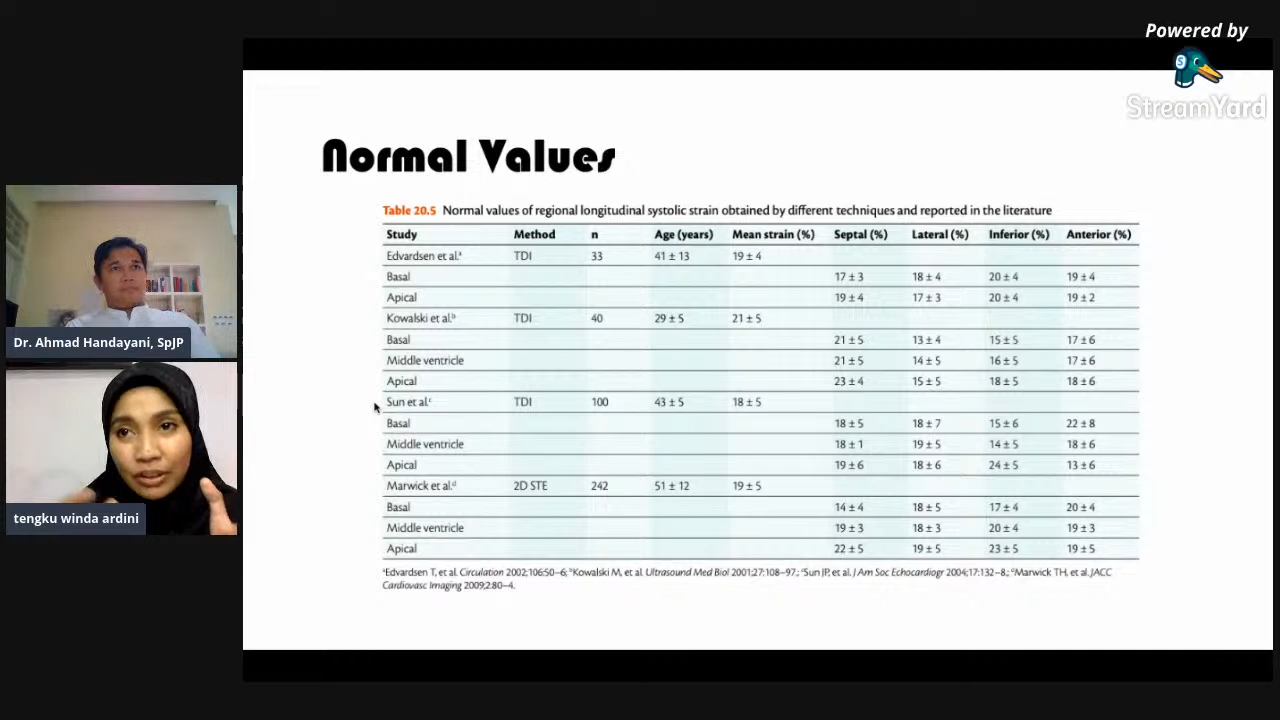 Powered by
StreamYard
Normal Values
Table 20.5 Normal values of regional longitudinal systolic strain obtained by different techniques and reported in the literature
Study Method n Age (years) Mean strain (%) Septal (%) Lateral (%) Inferior (%) Anterior (%)
Edvardsen et al.ᵃ TDI 33 41 ± 13 19 ± 4
Basal 17 ± 3 18 ± 4 20 ± 4 19 ± 4
Apical 19 ± 4 17 ± 3 20 ± 4 19 ± 2
Kowalski et al.ᵇ TDI 40 29 ± 5 21 ± 5
Basal 21 ± 5 13 ± 4 15 ± 5 17 ± 6
Middle ventricle 21 ± 5 14 ± 5 16 ± 5 17 ± 6
Apical 23 ± 4 15 ± 5 18 ± 5 18 ± 6
Sun et al.ᶜ TDI 100 43 ± 5 18 ± 5
Basal 18 ± 5 18 ± 7 15 ± 6 22 ± 8
Middle ventricle 18 ± 1 19 ± 5 14 ± 5 18 ± 6
Apical 19 ± 6 18 ± 6 24 ± 5 13 ± 6
Marwick et al.ᵈ 2D STE 242 51 ± 12 19 ± 5
Basal 14 ± 4 18 ± 5 17 ± 4 20 ± 4
Middle ventricle 19 ± 3 18 ± 3 20 ± 4 19 ± 3
Apical 22 ± 5 19 ± 5 23 ± 5 19 ± 5
ᵃEdvardsen T, et al. Circulation 2002;106:50–6; ᵇKowalski M, et al. Ultrasound Med Biol 2001;27:108–97.; ᶜSun JP, et al. J Am Soc Echocardiogr 2004;17:132–8.; ᵈMarwick TH, et al. JACC
Cardiovasc Imaging 2009;2:80–4.
Dr. Ahmad Handayani, SpJP
tengku winda ardini